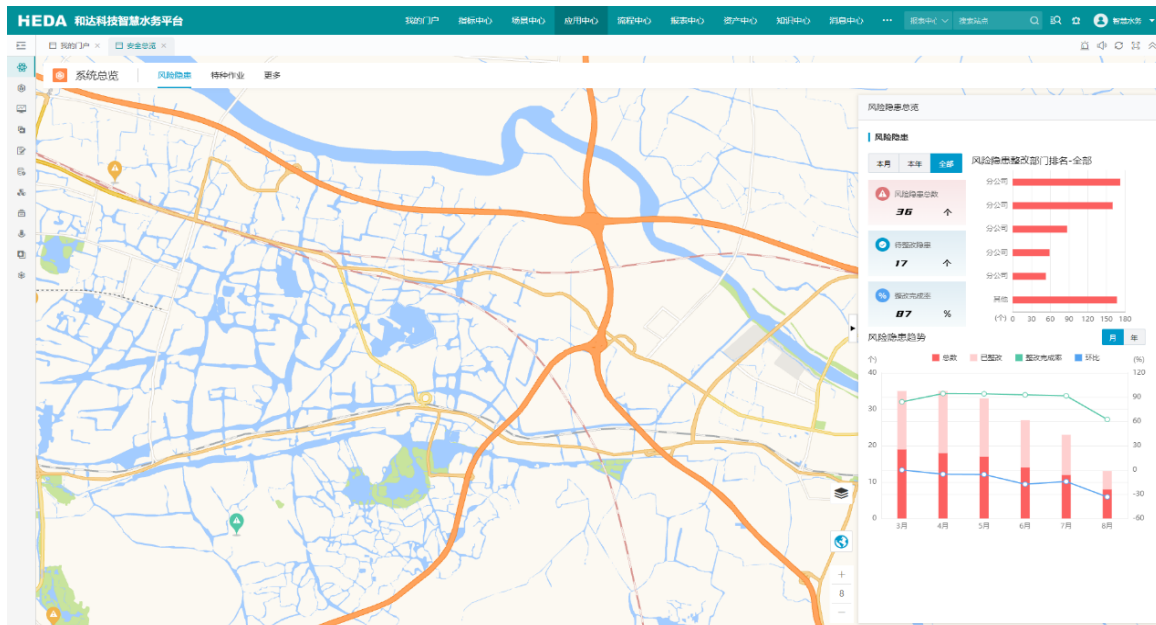 HEDA 和达科技智慧水务平台 我的门户 指标中心 场景中心 应用中心 流程中心 报表中心 资产中心 知识中心 消息中心 ··· 报表中心 搜索站点 智慧水务
我的门户 × 安全总览 ×
系统总览 风险隐患 特种作业 更多
风险隐患总览
风险隐患
本月 本年 全部
风险隐患总数
36 个
待整改隐患
17 个
整改完成率
87 %
风险隐患整改部门排名-全部
分公司
分公司
分公司
分公司
分公司
其他
(个) 0 30 60 90 120 150 180
风险隐患趋势 月 年
个) 总数 已整改 整改完成率 环比 (%)
40 120
90
30
60
20 30
10 0
-30
0 -60
3月 4月 5月 6月 7月 8月
+
8
−